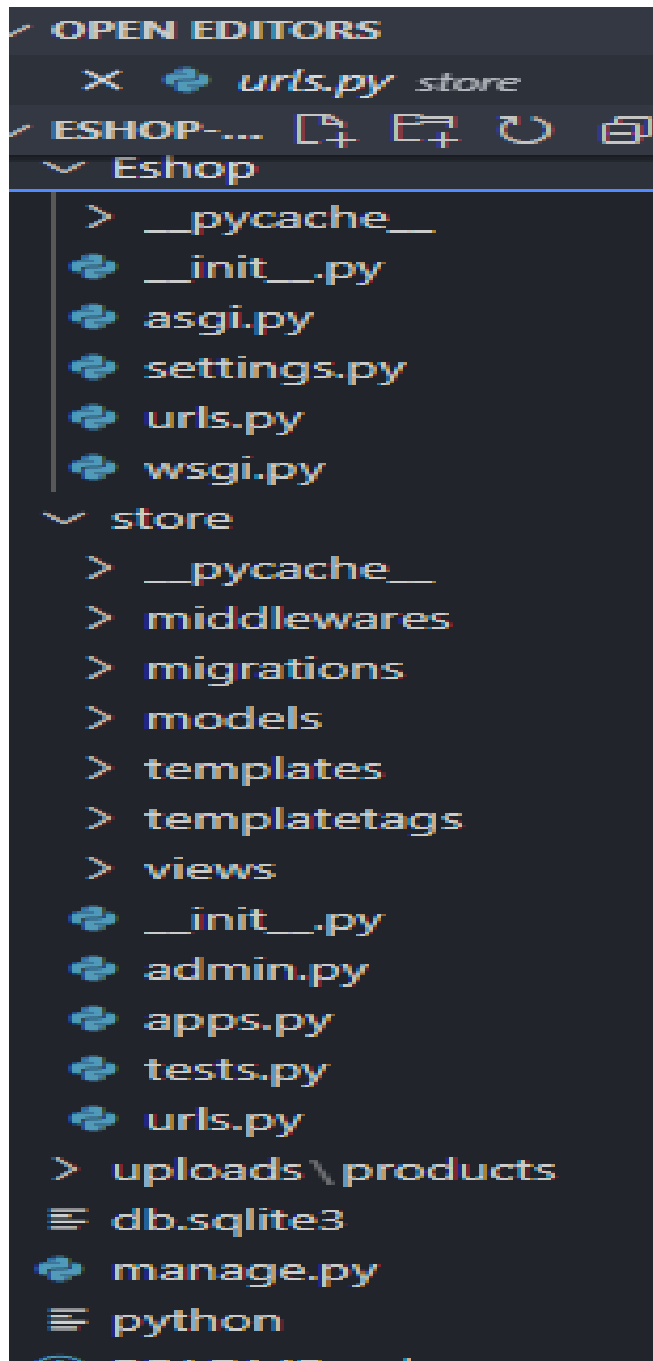 OPEN EDITORS
urls.py store
ESHOP-...
Eshop
__pycache__
__init__.py
asgi.py
settings.py
urls.py
wsgi.py
store
__pycache__
middlewares
migrations
models
templates
templatetags
views
__init__.py
admin.py
apps.py
tests.py
urls.py
uploads\products
db.sqlite3
manage.py
python